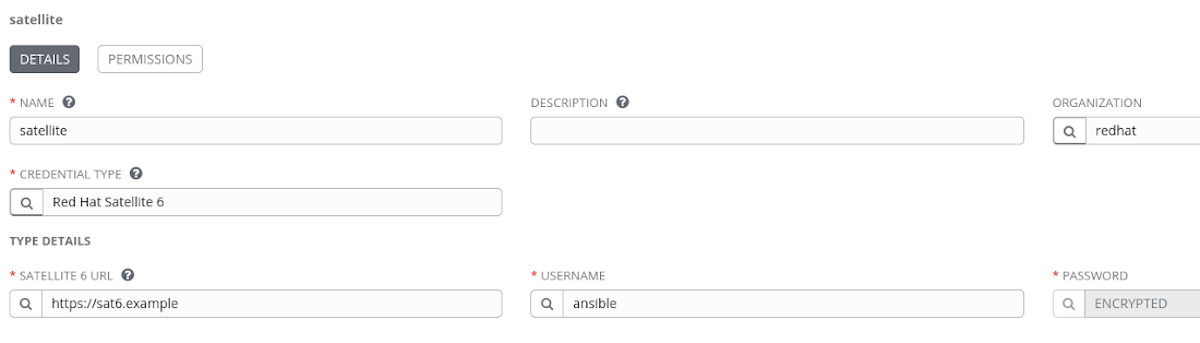 satellite
DETAILS PERMISSIONS
* NAME ? DESCRIPTION ? ORGANIZATION
satellite redhat
* CREDENTIAL TYPE ?
Red Hat Satellite 6
TYPE DETAILS
* SATELLITE 6 URL ? * USERNAME * PASSWORD
https://sat6.example ansible ENCRYPTED